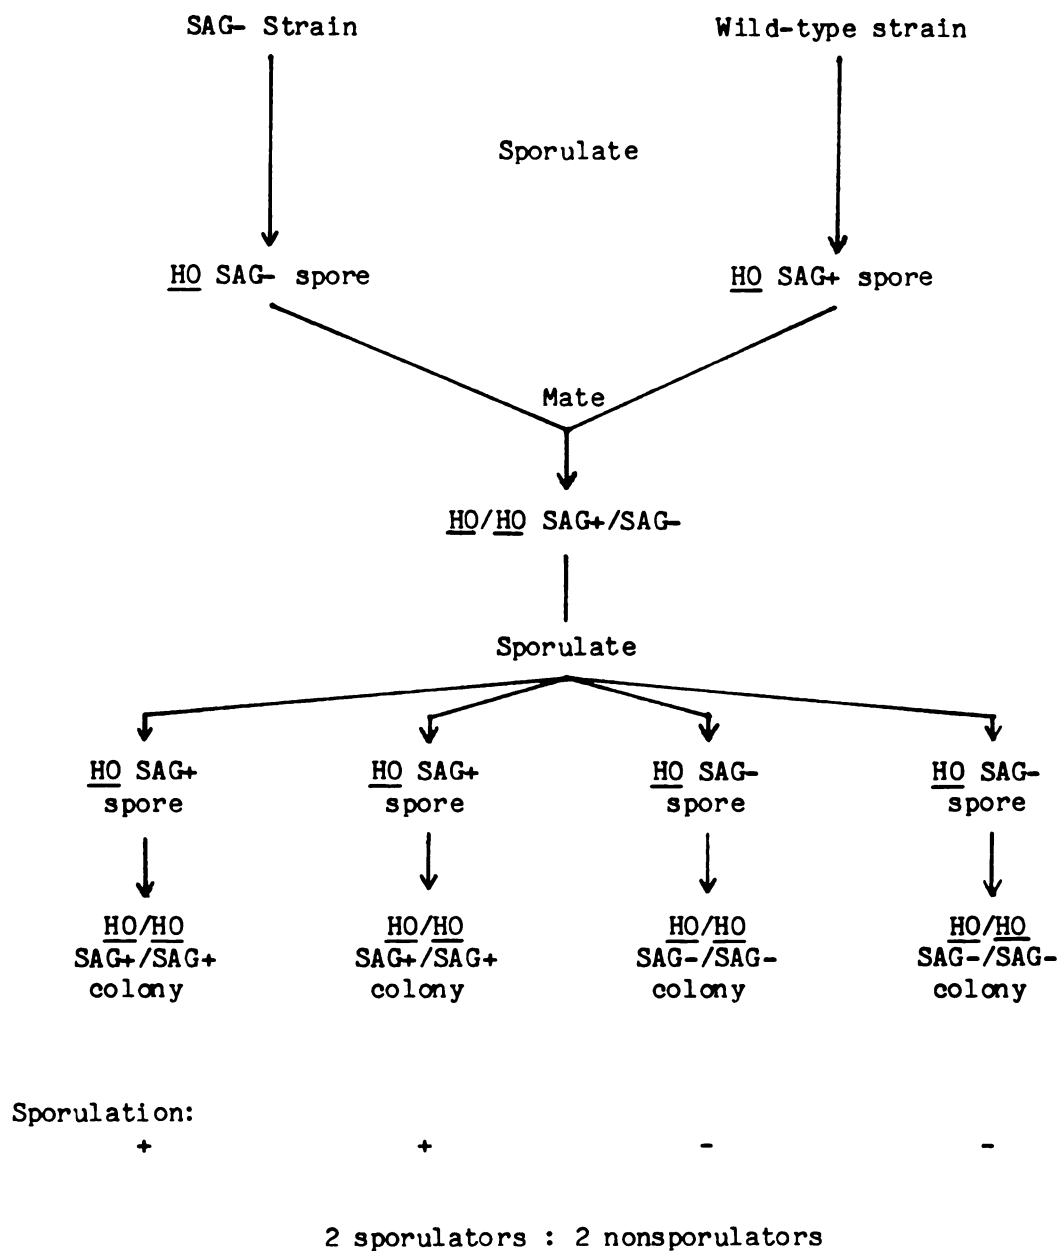 SAG- Strain Wild-type strain
Sporulate
HO SAG- spore HO SAG+ spore
Mate
HO/HO SAG+/SAG-
Sporulate
HO SAG+ HO SAG+ HO SAG- HO SAG-
spore spore spore spore
HO/HO HO/HO HO/HO HO/HO
SAG+/SAG+ SAG+/SAG+ SAG-/SAG- SAG-/SAG-
colony colony colony colony
Sporulation:
+ + - -
2 sporulators : 2 nonsporulators